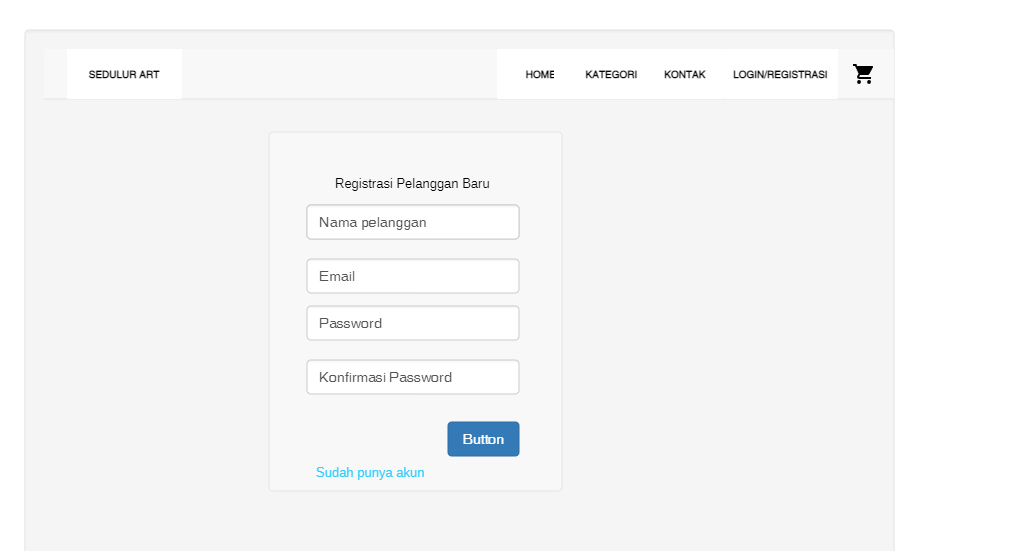 SEDULUR ART HOME KATEGORI KONTAK LOGIN/REGISTRASI
Registrasi Pelanggan Baru
Nama pelanggan
Email
Password
Konfirmasi Password
Button
Sudah punya akun